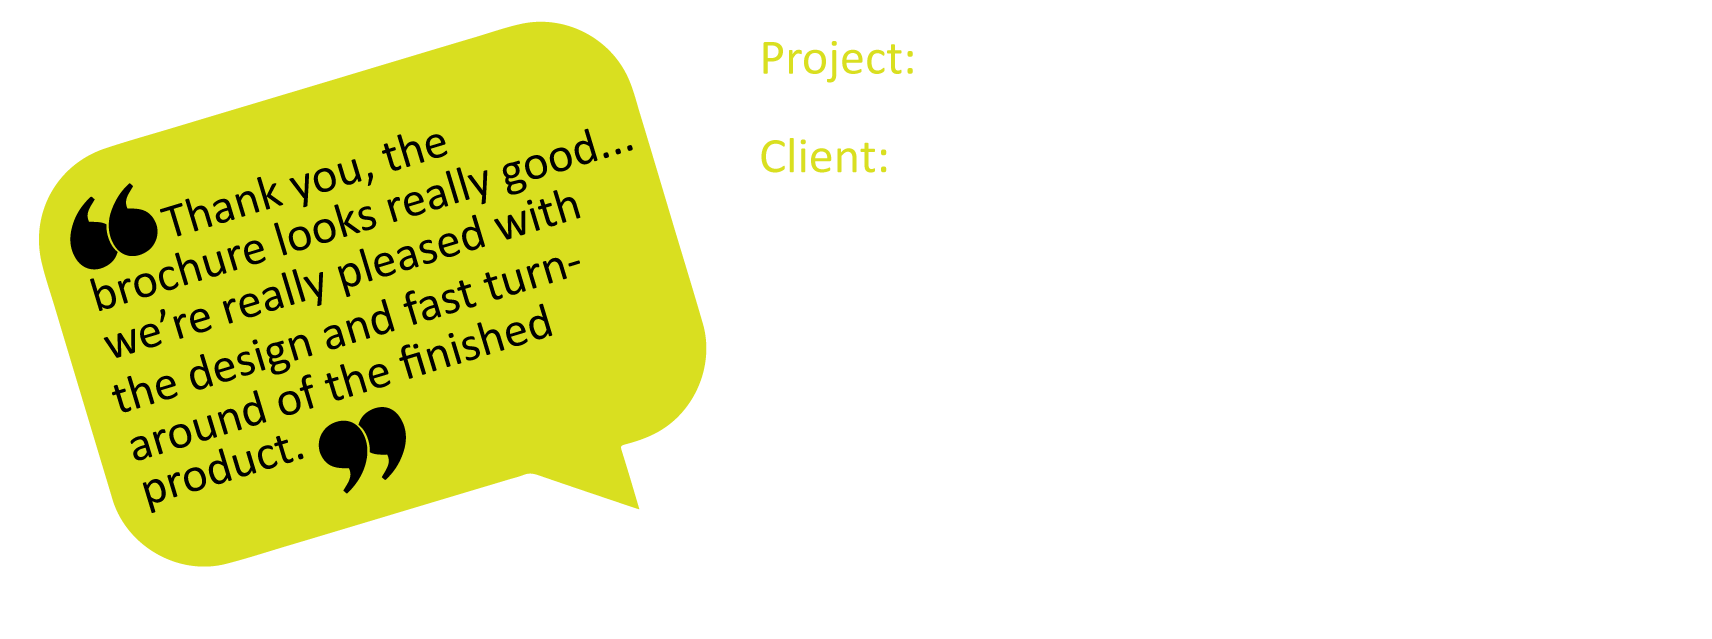 “Thank you, the
brochure looks really good...
we’re really pleased with
the design and fast turn-
around of the finished
product.”
Project:
Client: